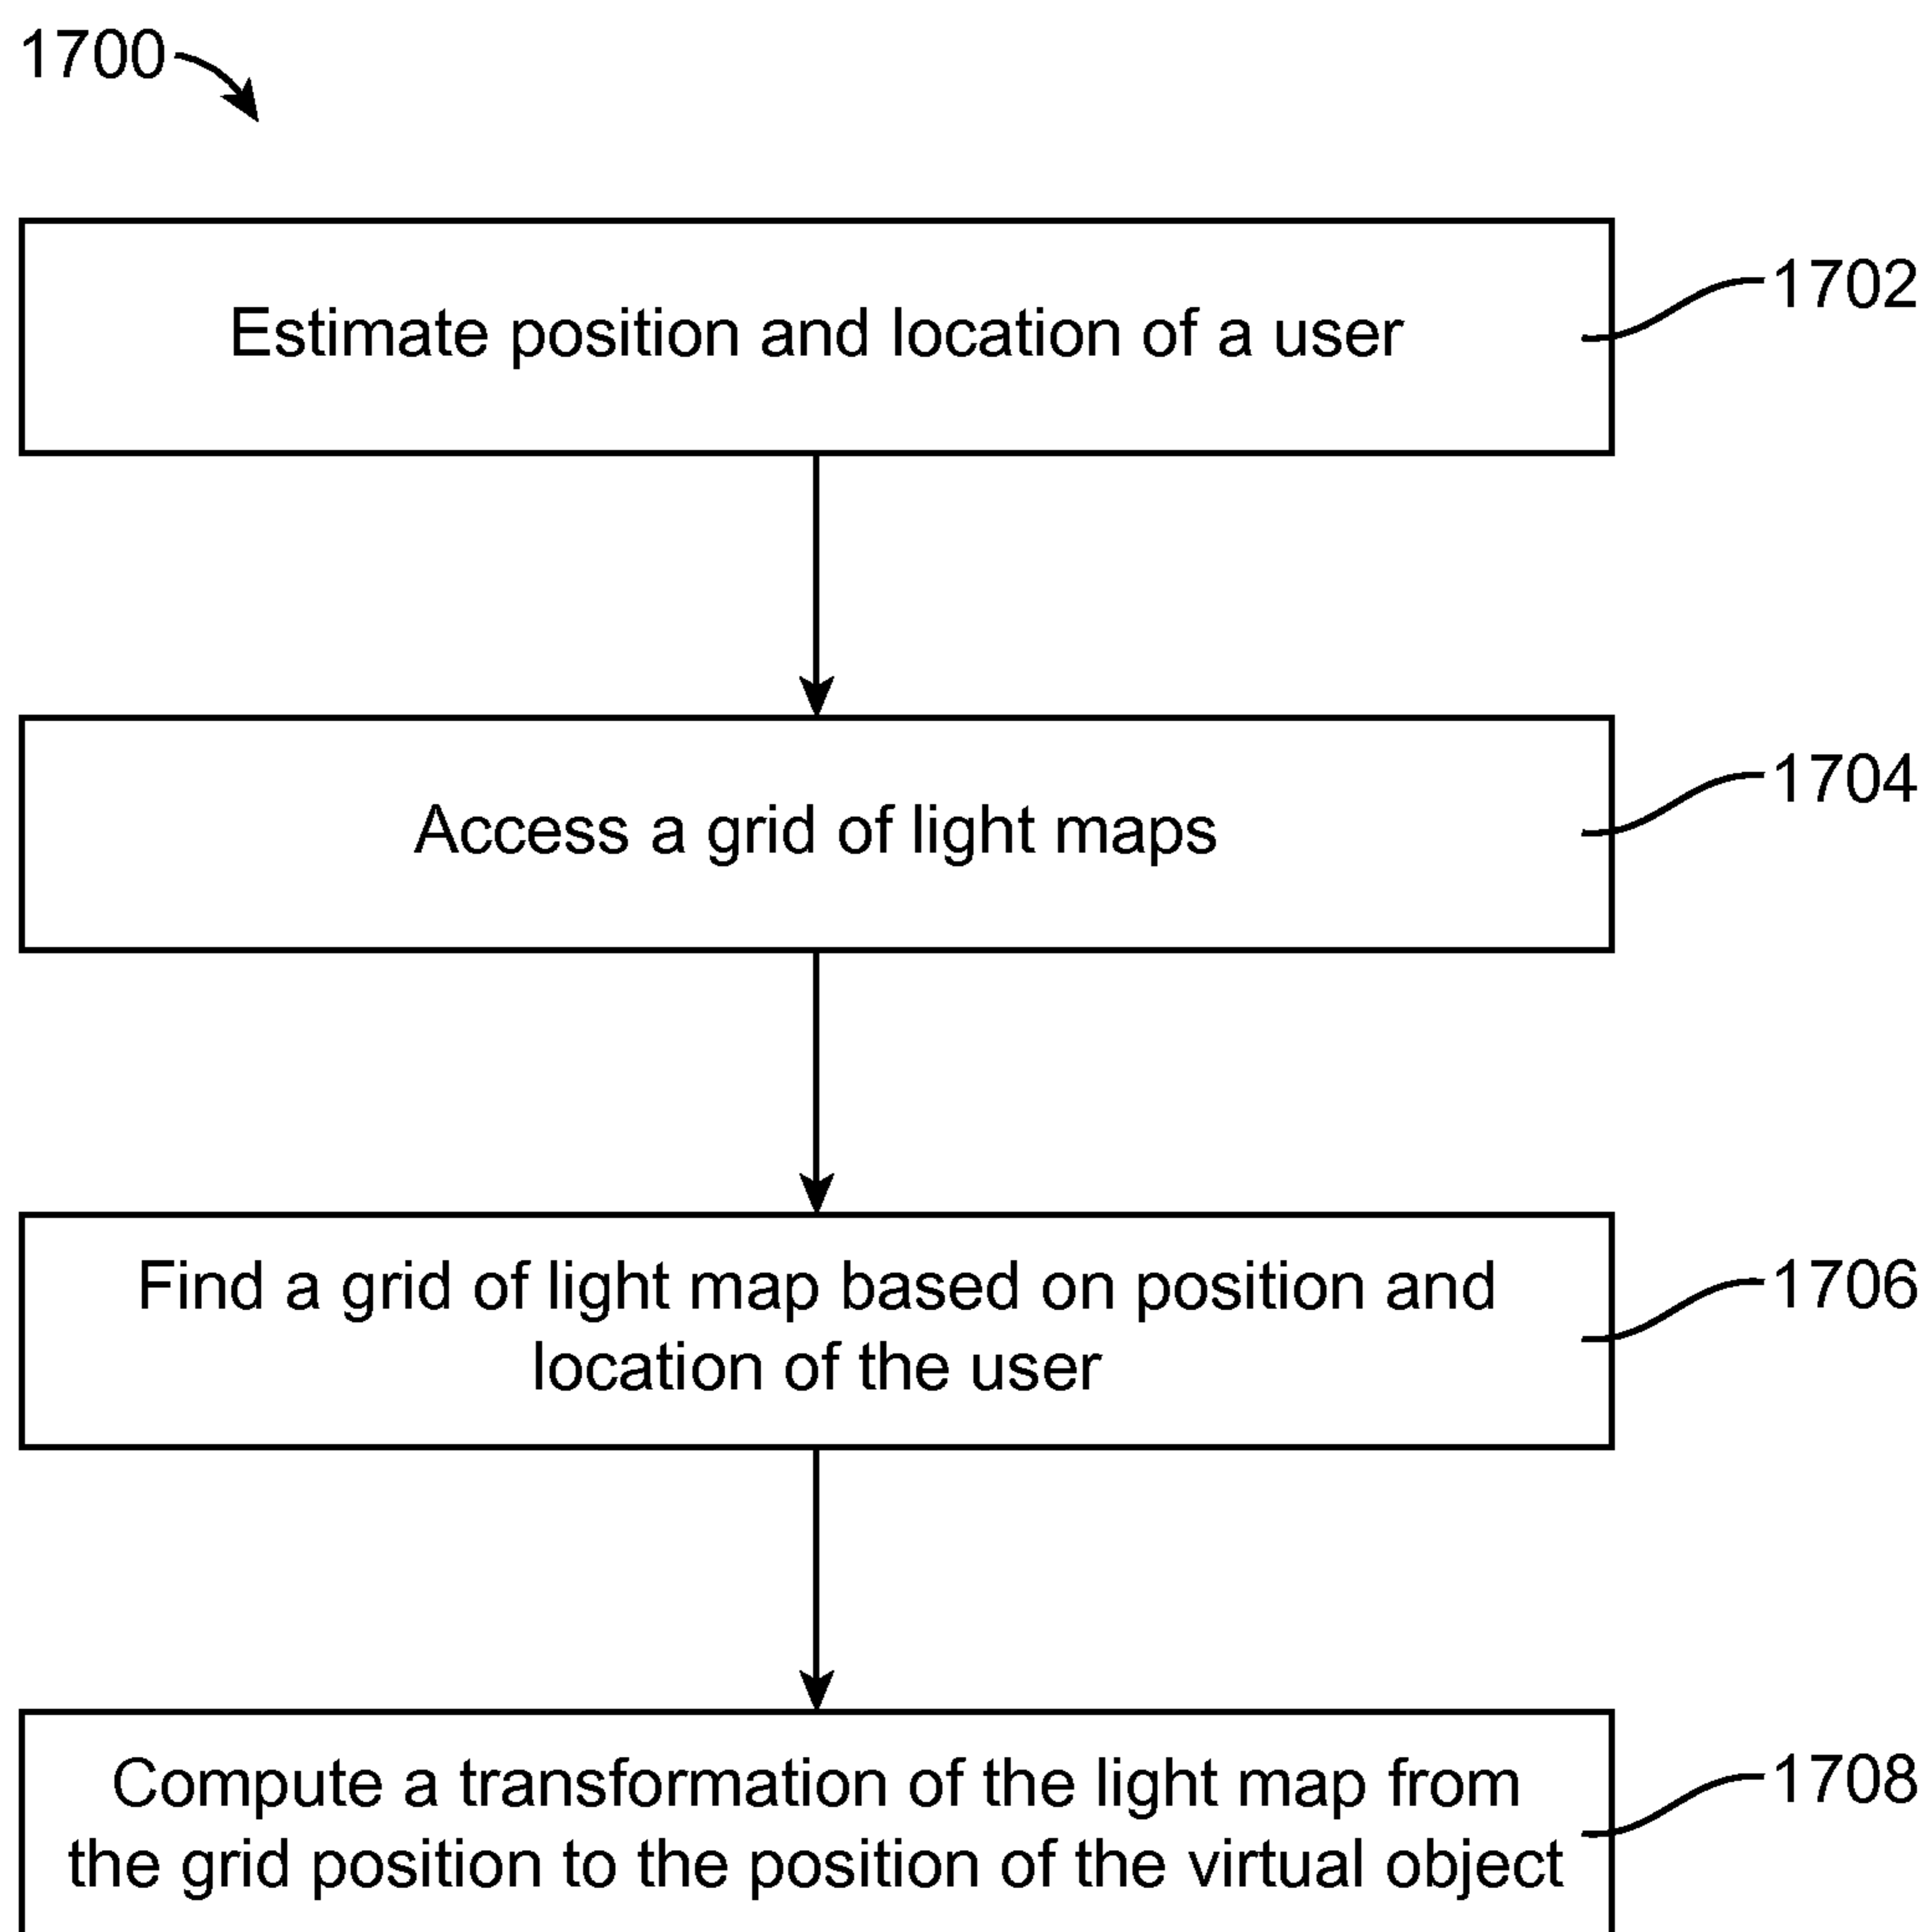 1700
Estimate position and location of a user
1702
Access a grid of light maps
1704
Find a grid of light map based on position and
location of the user
1706
Compute a transformation of the light map from
the grid position to the position of the virtual object
1708